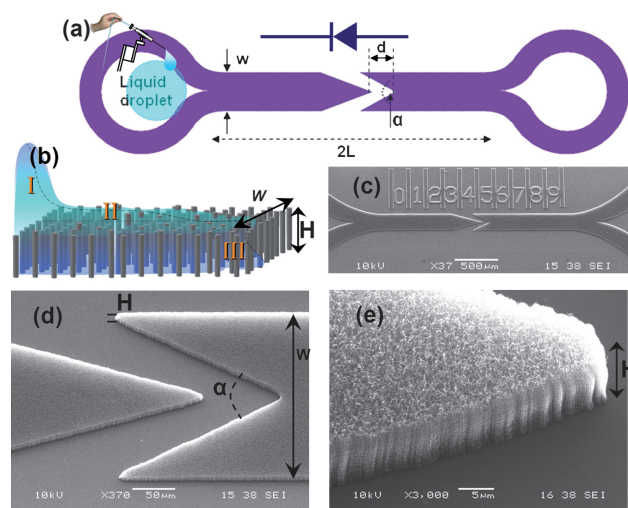 (a)
d
w
Liquid
droplet
α
2L
(b)
I
II
III
W
H
(c)
0 1 2 3 4 5 6 7 8 9
10kV X37 500μm 15 38 SEI
(d)
H
W
α
10kV X370 50μm 15 38 SEI
(e)
H
10kV X3,000 5μm 16 38 SEI